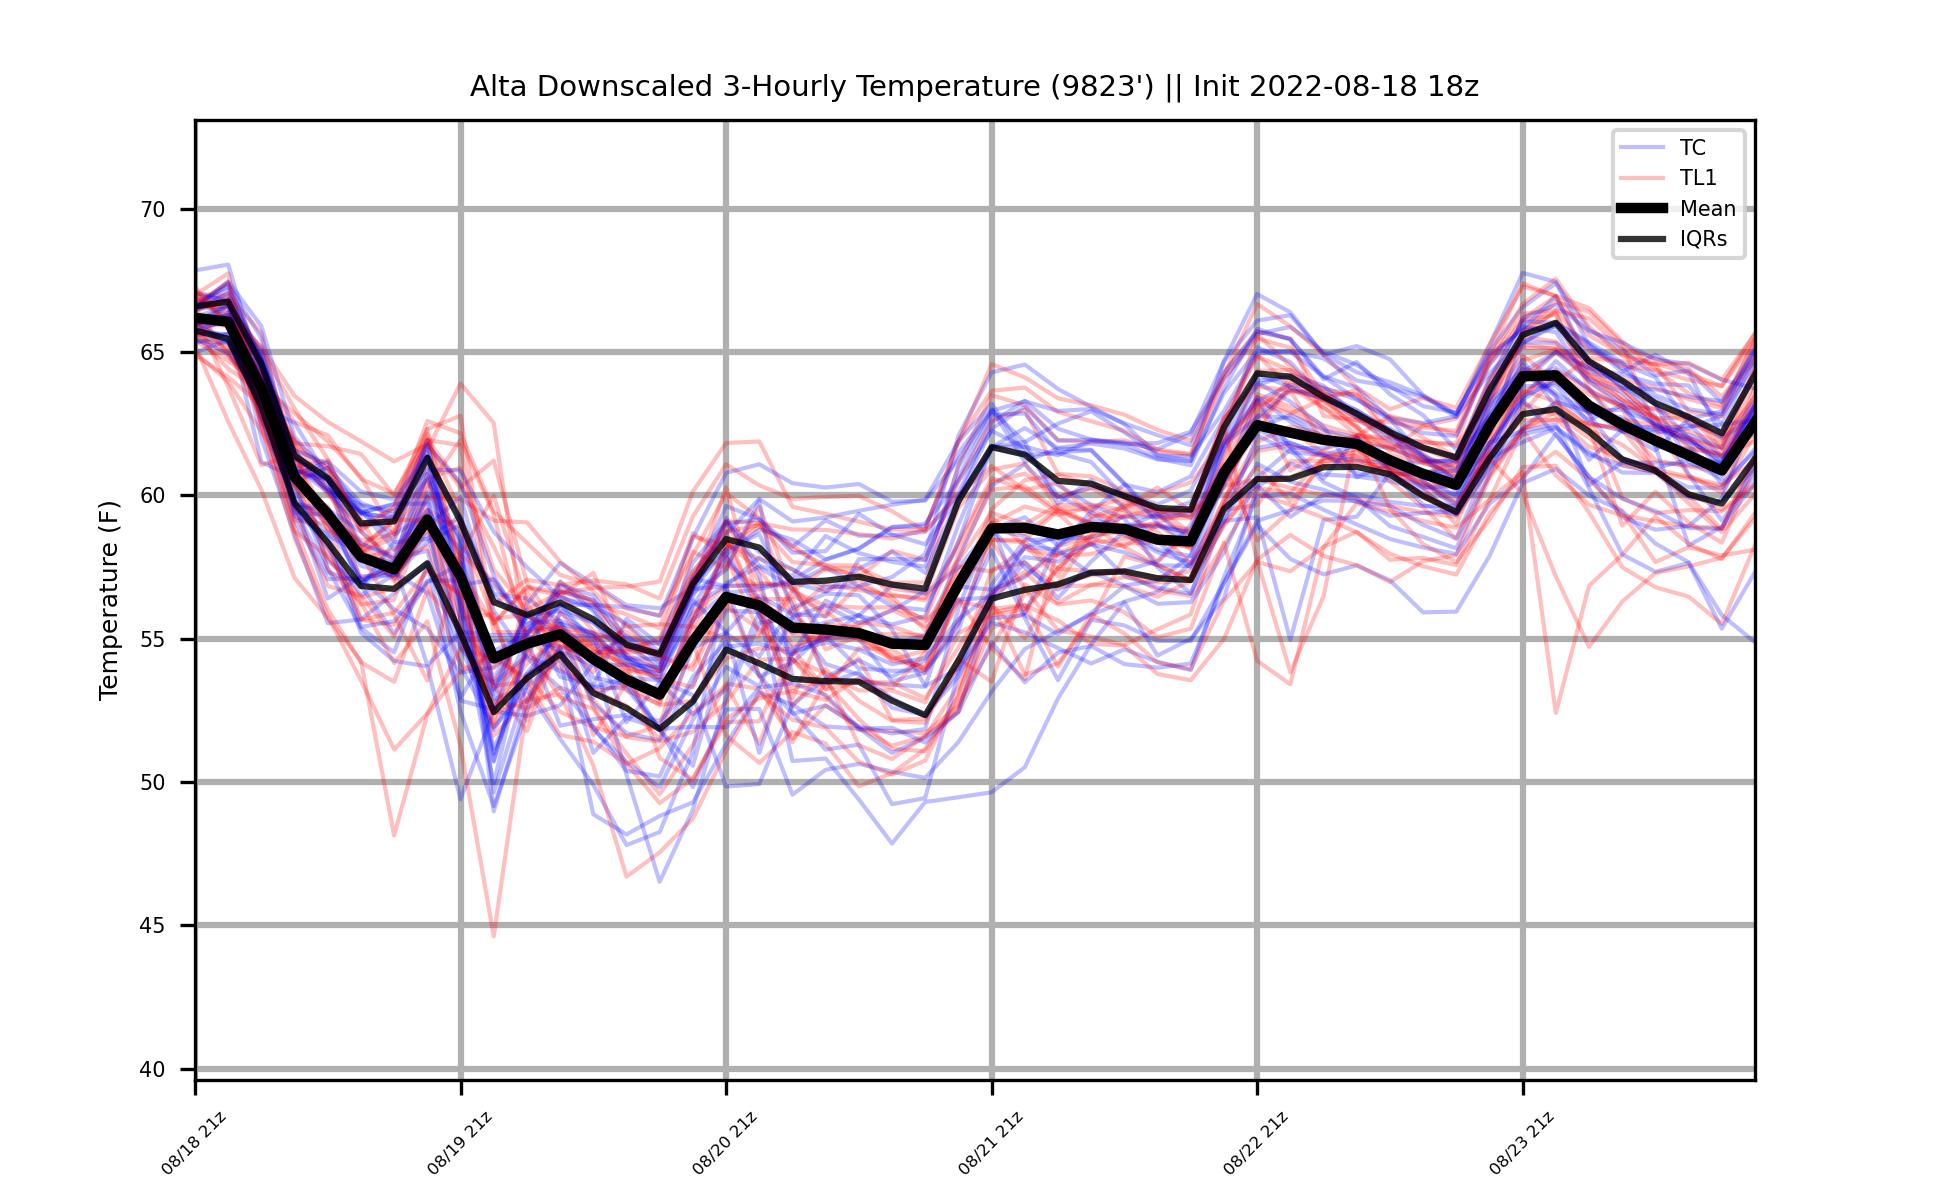 Alta Downscaled 3-Hourly Temperature (9823') || Init 2022-08-18 18z
TC
TL1
Mean
IQRs
Temperature (F)
70
65
60
55
50
45
40
08/18 21z
08/19 21z
08/20 21z
08/21 21z
08/22 21z
08/23 21z